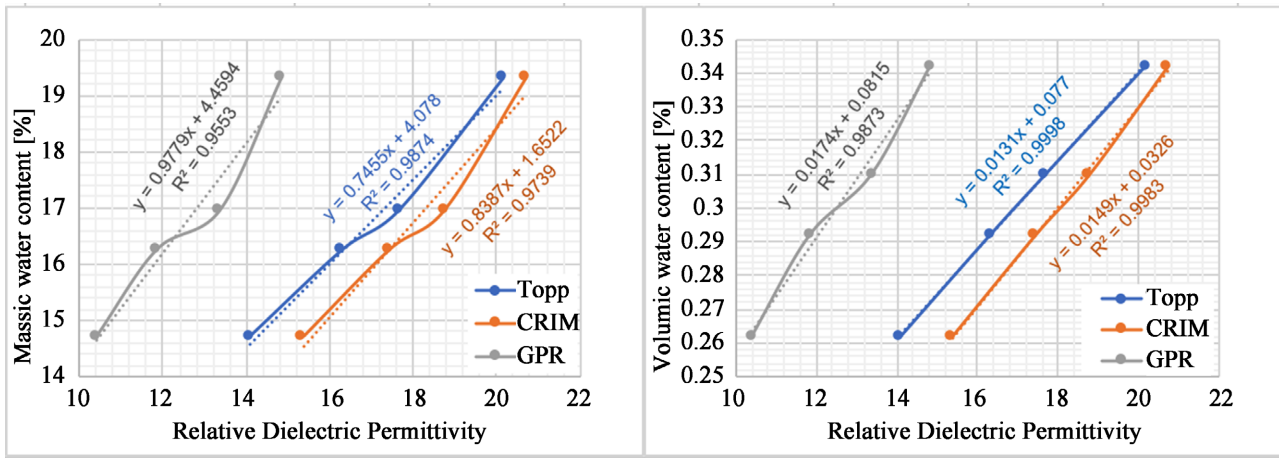 20
19
18
17
16
15
14
10
12
14
16
18
20
22
Massic water content [%]
Relative Dielectric Permittivity
y = 0.9779x + 4.4594
R² = 0.9553
y = 0.7455x + 4.078
R² = 0.9874
y = 0.8387x + 1.6522
R² = 0.9739
Topp
CRIM
GPR
0.35
0.34
0.33
0.32
0.31
0.3
0.29
0.28
0.27
0.26
0.25
10
12
14
16
18
20
22
Volumic water content [%]
Relative Dielectric Permittivity
y = 0.0174x + 0.0815
R² = 0.9873
y = 0.0131x + 0.077
R² = 0.9998
y = 0.0149x + 0.0326
R² = 0.9983
Topp
CRIM
GPR